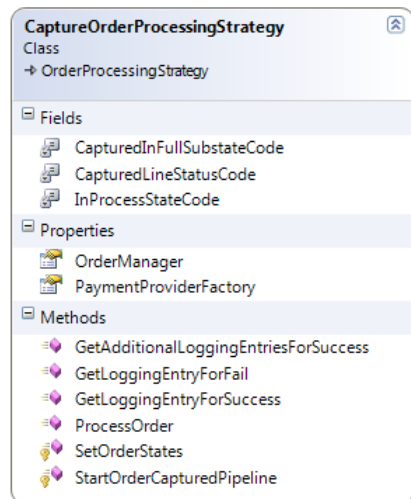 CaptureOrderProcessingStrategy
Class
OrderProcessingStrategy
Fields
CapturedInFullSubstateCode
CapturedLineStatusCode
InProcessStateCode
Properties
OrderManager
PaymentProviderFactory
Methods
GetAdditionalLoggingEntriesForSuccess
GetLoggingEntryForFail
GetLoggingEntryForSuccess
ProcessOrder
SetOrderStates
StartOrderCapturedPipeline